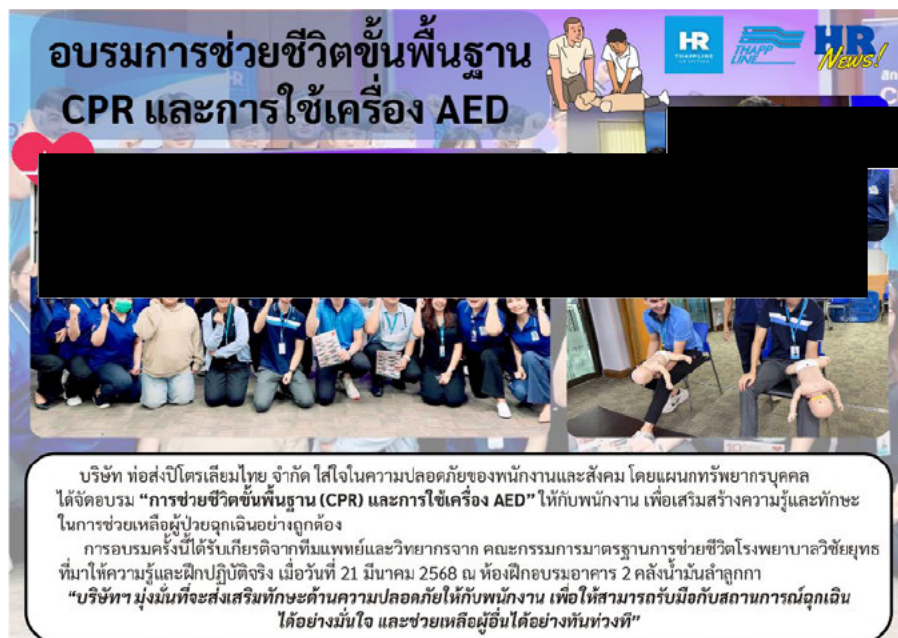 อบรมการช่วยชีวิตขั้นพื้นฐาน
CPR และการใช้เครื่อง AED
HR
THAPPLINE
THAPP
LINE
HR
News!
บริษัท ท่อส่งปิโตรเลียมไทย จำกัด ใส่ใจในความปลอดภัยของพนักงานและสังคม โดยแผนกทรัพยากรบุคคล
ได้จัดอบรม “การช่วยชีวิตขั้นพื้นฐาน (CPR) และการใช้เครื่อง AED” ให้กับพนักงาน เพื่อเสริมสร้างความรู้และทักษะ
ในการช่วยเหลือผู้ป่วยฉุกเฉินอย่างถูกต้อง
การอบรมครั้งนี้ได้รับเกียรติจากทีมแพทย์และวิทยากรจาก คณะกรรมการมาตรฐานการช่วยชีวิตโรงพยาบาลวิชัยยุทธ
ที่มาให้ความรู้และฝึกปฏิบัติจริง เมื่อวันที่ 21 มีนาคม 2568 ณ ห้องฝึกอบรมอาคาร 2 คลังน้ำมันลำลูกกา
“บริษัทฯ มุ่งมั่นที่จะส่งเสริมทักษะด้านความปลอดภัยให้กับพนักงาน เพื่อให้สามารถรับมือกับสถานการณ์ฉุกเฉิน
ได้อย่างมั่นใจ และช่วยเหลือผู้อื่นได้อย่างทันท่วงที”